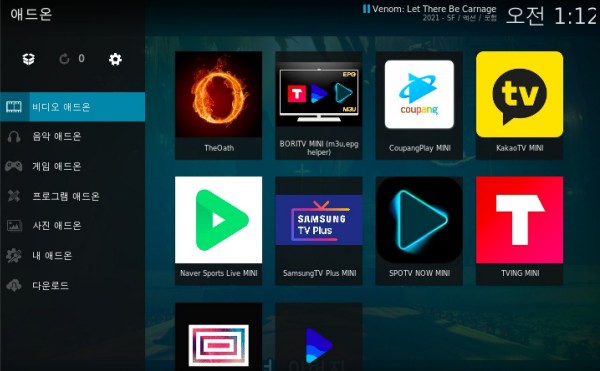 애드온
Venom: Let There Be Carnage
2021 - SF / 액션 / 모험
오전 1:12
0
비디오 애드온
음악 애드온
게임 애드온
프로그램 애드온
사진 애드온
내 애드온
다운로드
TheOath
EPG
T
M3U
BORITV MINI (m3u,epg
helper)
coupang
play
CoupangPlay MINI
tv
KakaoTV MINI
Naver Sports Live MINI
SAMSUNG
TV Plus
SamsungTV Plus MINI
SPOTV NOW MINI
T
TVING MINI